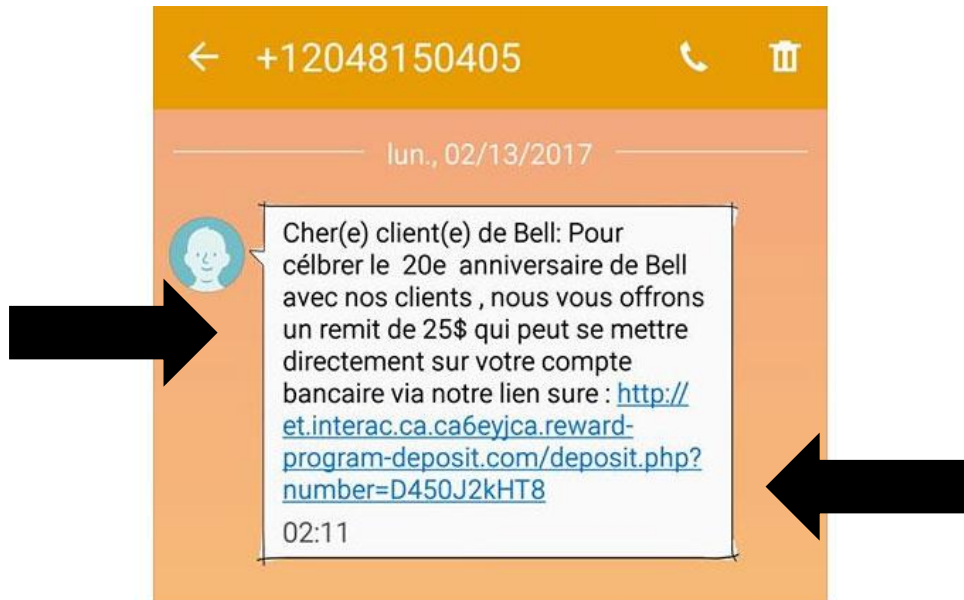 +12048150405
lun., 02/13/2017
Cher(e) client(e) de Bell: Pour
célbrer le  20e  anniversaire de Bell
avec nos clients , nous vous offrons
un remit de 25$ qui peut se mettre
directement sur votre compte
bancaire via notre lien sure : http://
et.interac.ca.ca6eyjca.reward-
program-deposit.com/deposit.php?
number=D450J2kHT8
02:11